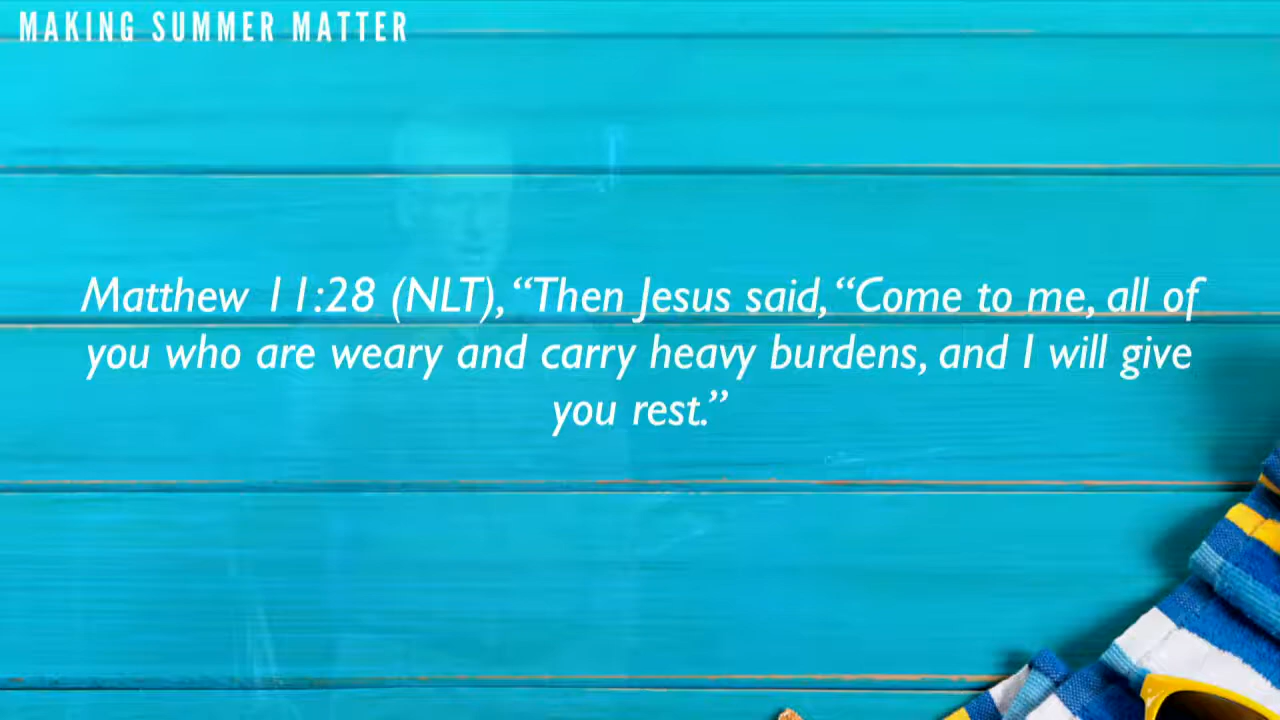 MAKING SUMMER MATTER
Matthew 11:28 (NLT), “Then Jesus said, “Come to me, all of
you who are weary and carry heavy burdens, and I will give
you rest.”